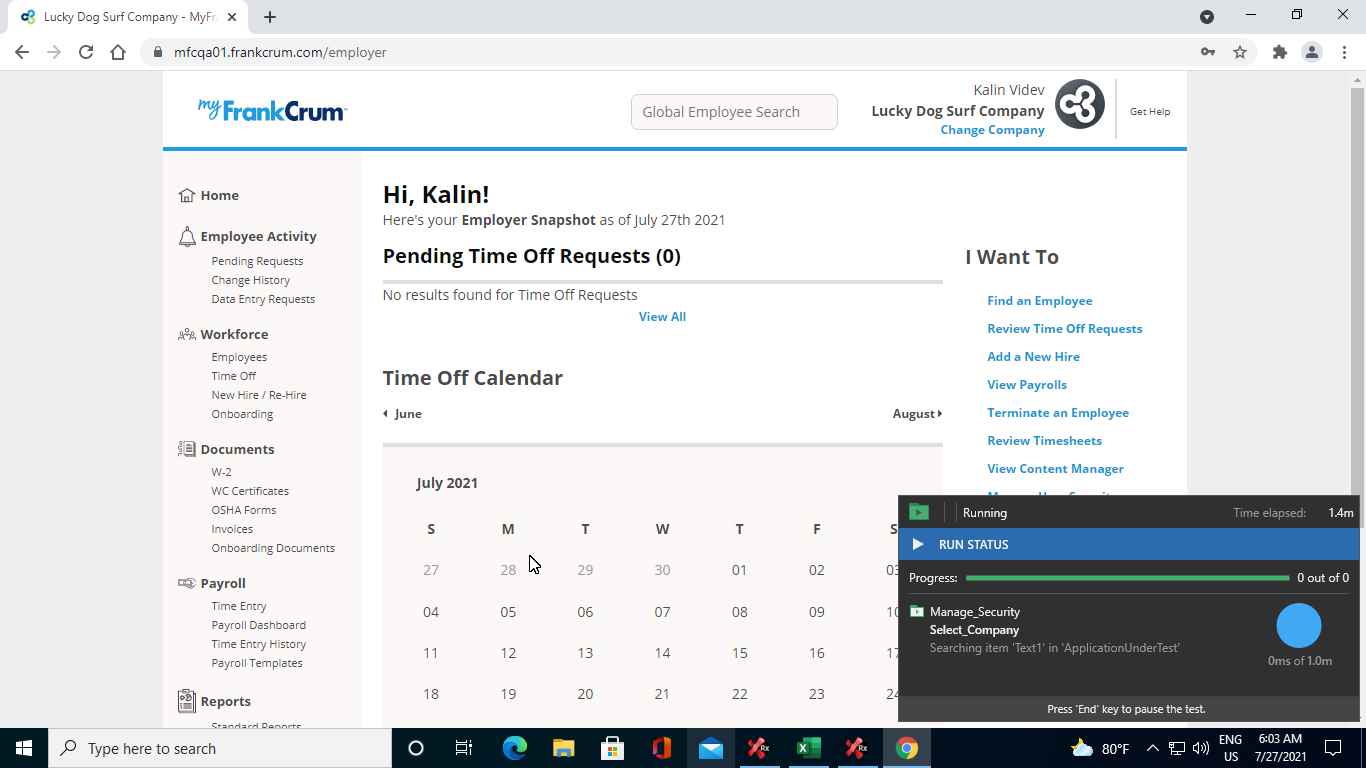 Lucky Dog Surf Company - MyFr
mfcqa01.frankcrum.com/employer
myFrankCrum
Global Employee Search
Kalin Videv
Lucky Dog Surf Company
Change Company
Get Help
Home
Employee Activity
Pending Requests
Change History
Data Entry Requests
Workforce
Employees
Time Off
New Hire / Re-Hire
Onboarding
Documents
W-2
WC Certificates
OSHA Forms
Invoices
Onboarding Documents
Payroll
Time Entry
Payroll Dashboard
Time Entry History
Payroll Templates
Reports
Standard Reports
Hi, Kalin!
Here's your Employer Snapshot as of July 27th 2021
Pending Time Off Requests (0)
No results found for Time Off Requests
View All
Time Off Calendar
June
August
July 2021
S M T W T F S
27 28 29 30 01 02 03
04 05 06 07 08 09 10
11 12 13 14 15 16 17
18 19 20 21 22 23 24
I Want To
Find an Employee
Review Time Off Requests
Add a New Hire
View Payrolls
Terminate an Employee
Review Timesheets
View Content Manager
Running
Time elapsed: 1.4m
RUN STATUS
Progress: 0 out of 0
Manage_Security
Select_Company
Searching item 'Text1' in 'ApplicationUnderTest'
0ms of 1.0m
Press 'End' key to pause the test.
Type here to search
80°F
ENG
US
6:03 AM
7/27/2021